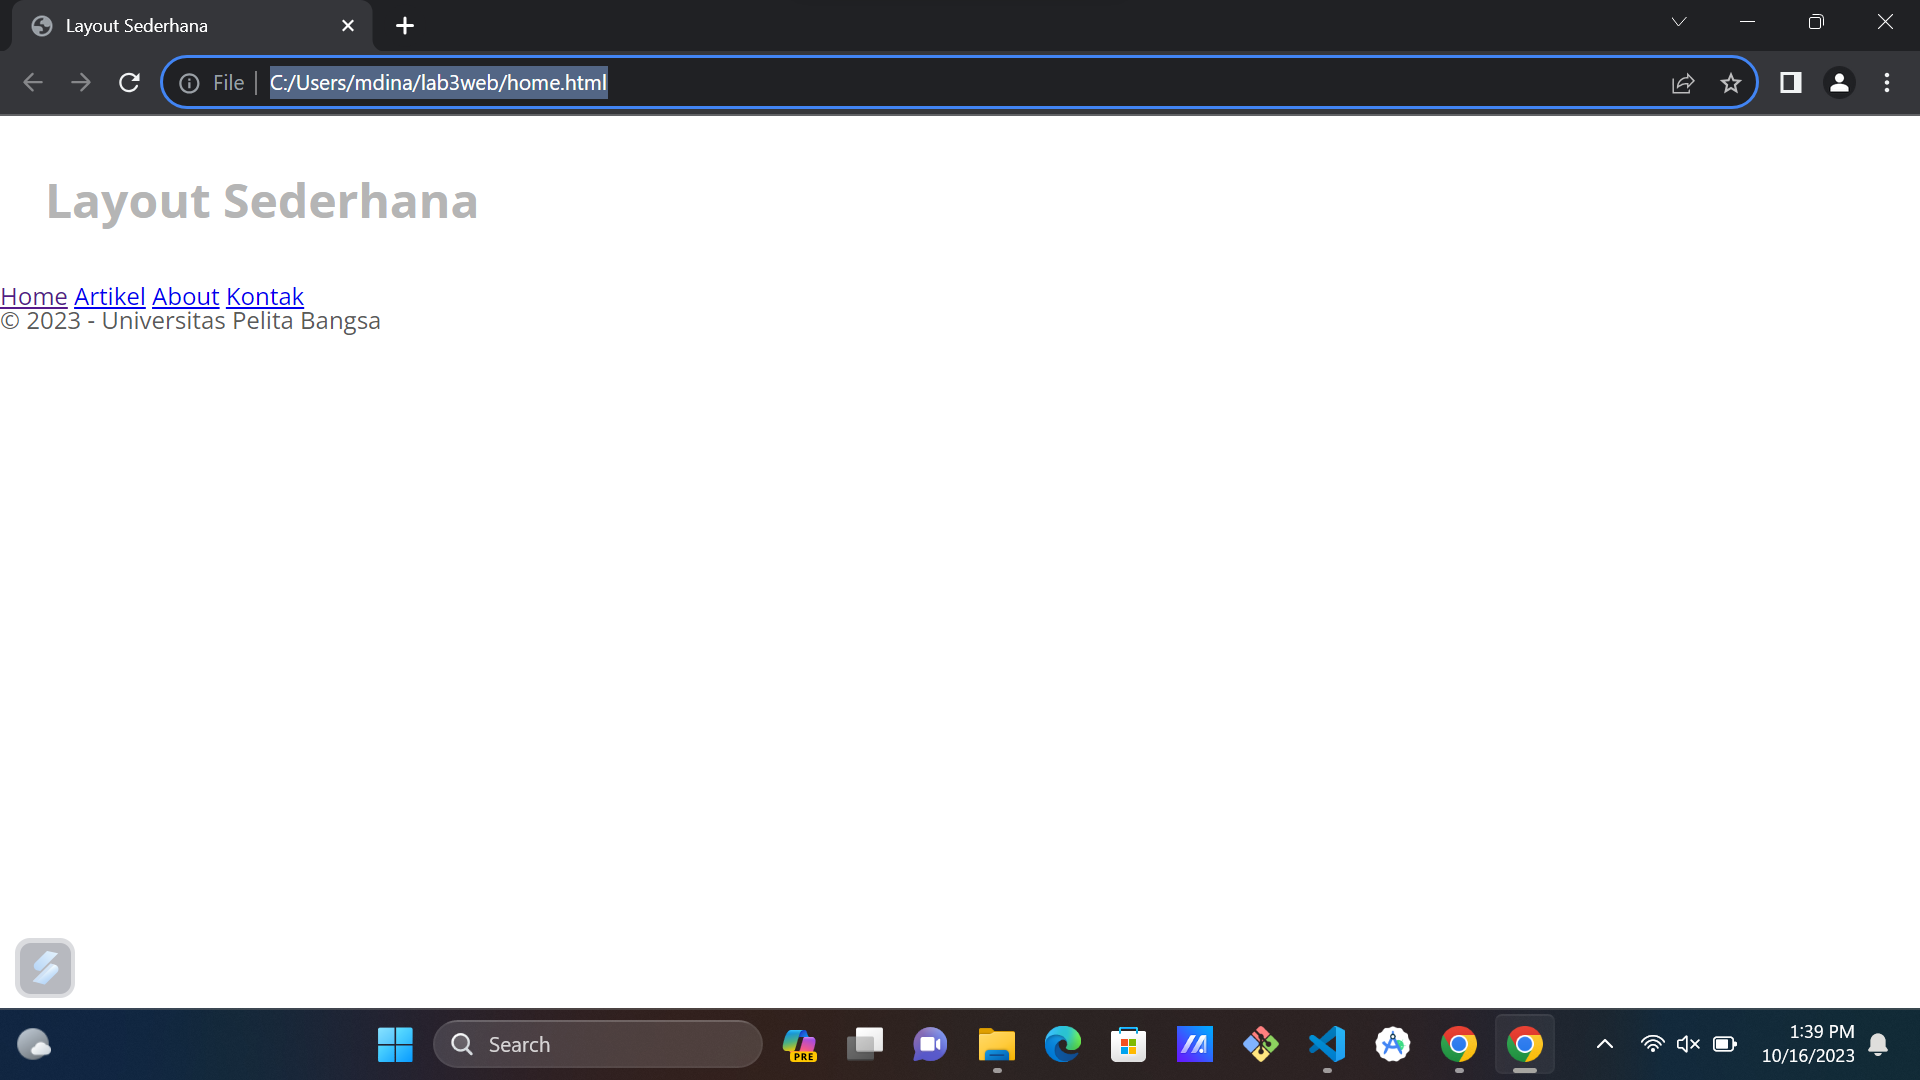 Layout Sederhana
File
C:/Users/mdina/lab3web/home.html
Layout Sederhana
Home Artikel About Kontak
© 2023 - Universitas Pelita Bangsa
Search
PRE
1:39 PM
10/16/2023